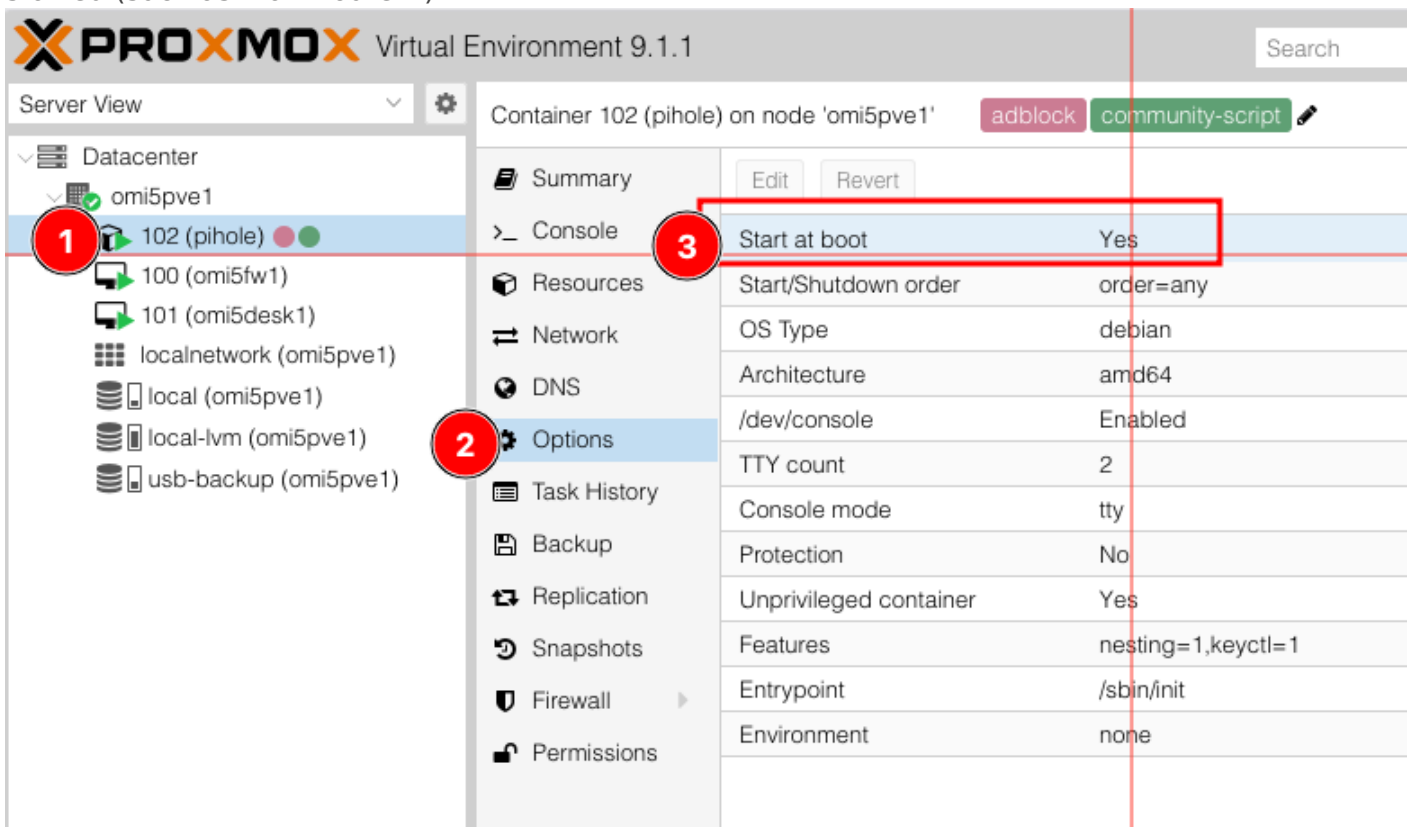 PROXMOX Virtual Environment 9.1.1
Search
Server View
Container 102 (pihole) on node 'omi5pve1'
adblock
community-script
Datacenter
omi5pve1
1
102 (pihole)
100 (omi5fw1)
101 (omi5desk1)
localnetwork (omi5pve1)
local (omi5pve1)
local-lvm (omi5pve1)
usb-backup (omi5pve1)
Summary
>_ Console
Resources
Network
DNS
2
Options
Task History
Backup
Replication
Snapshots
Firewall
Permissions
Edit Revert
3
Start at boot Yes
Start/Shutdown order order=any
OS Type debian
Architecture amd64
/dev/console Enabled
TTY count 2
Console mode tty
Protection No
Unprivileged container Yes
Features nesting=1,keyctl=1
Entrypoint /sbin/init
Environment none